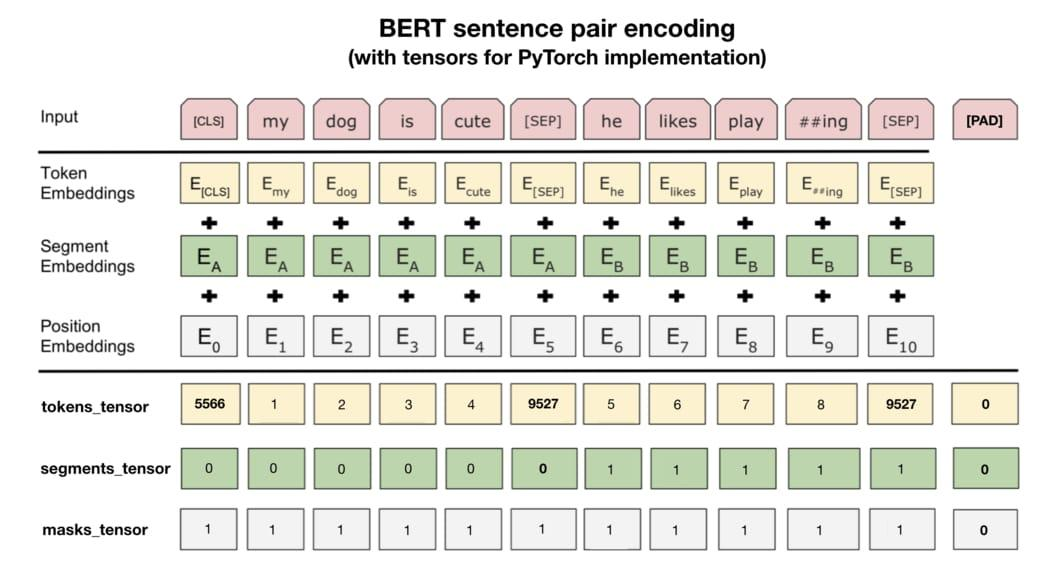 BERT sentence pair encoding
(with tensors for PyTorch implementation)
Input [CLS] my dog is cute [SEP] he likes play ##ing [SEP] [PAD]
Token
Embeddings
E[CLS] Emy Edog Eis Ecute E[SEP] Ehe Elikes Eplay E##ing E[SEP]
+ + + + + + + + + + +
Segment
Embeddings
EA EA EA EA EA EA EB EB EB EB EB
+ + + + + + + + + + +
Position
Embeddings
E0 E1 E2 E3 E4 E5 E6 E7 E8 E9 E10
tokens_tensor 5566 1 2 3 4 9527 5 6 7 8 9527 0
segments_tensor 0 0 0 0 0 0 1 1 1 1 1 0
masks_tensor 1 1 1 1 1 1 1 1 1 1 1 0